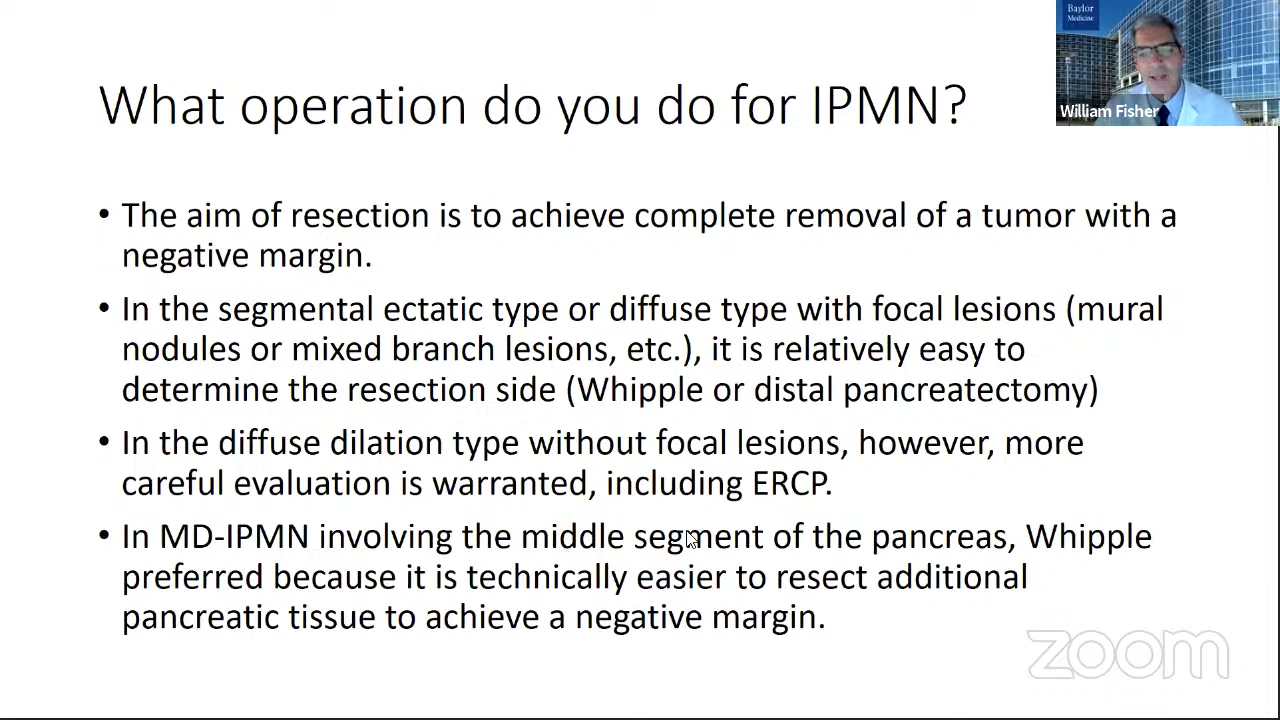 Baylor
Medicine
William Fisher
What operation do you do for IPMN?
• The aim of resection is to achieve complete removal of a tumor with a
negative margin.
• In the segmental ectatic type or diffuse type with focal lesions (mural
nodules or mixed branch lesions, etc.), it is relatively easy to
determine the resection side (Whipple or distal pancreatectomy)
• In the diffuse dilation type without focal lesions, however, more
careful evaluation is warranted, including ERCP.
• In MD-IPMN involving the middle segment of the pancreas, Whipple
preferred because it is technically easier to resect additional
pancreatic tissue to achieve a negative margin.
zoom